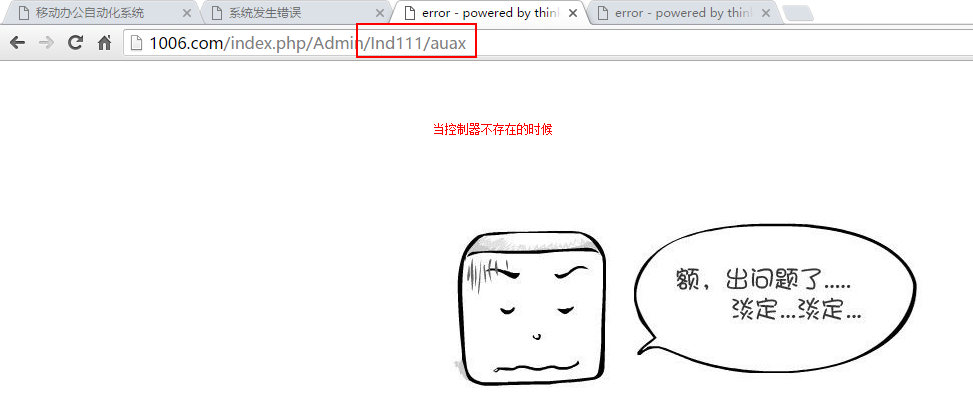 移动办公自动化系统
系统发生错误
error - powered by thin
error - powered by thin
1006.com/index.php/Admin/Ind111/auax
当控制器不存在的时候
额，出问题了.....
淡定...淡定...